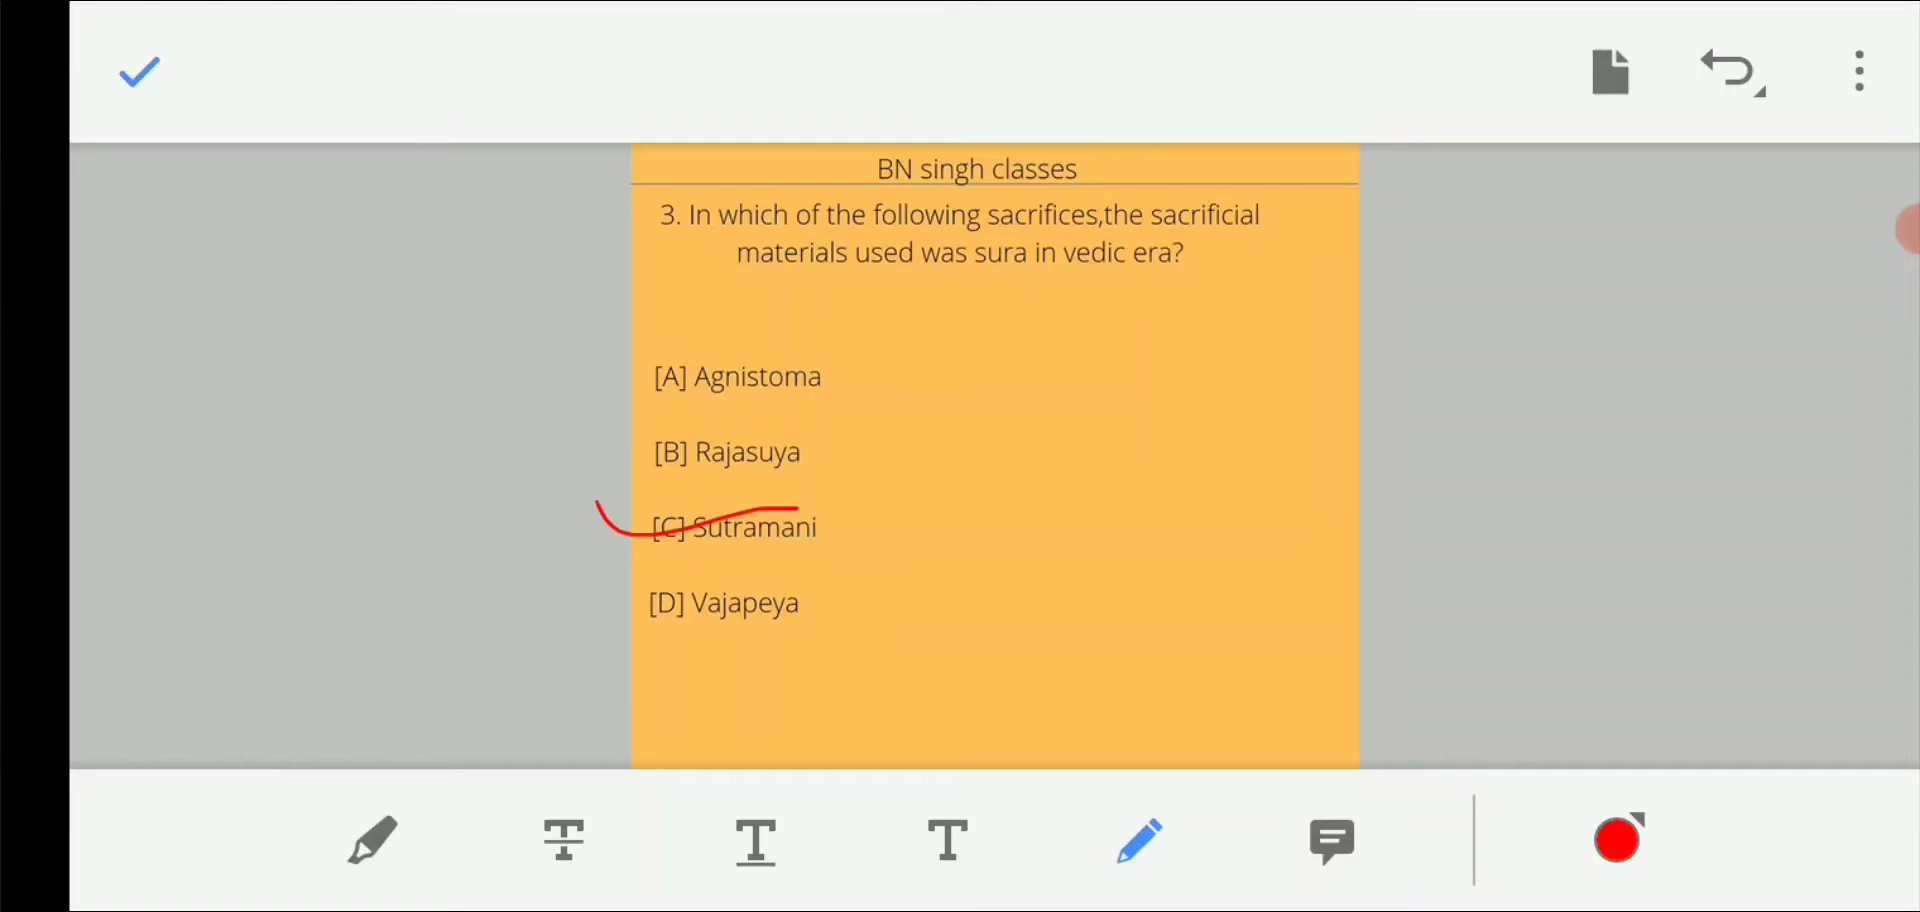 BN singh classes
3. In which of the following sacrifices,the sacrificial
materials used was sura in vedic era?
[A] Agnistoma
[B] Rajasuya
[C] Sutramani
[D] Vajapeya